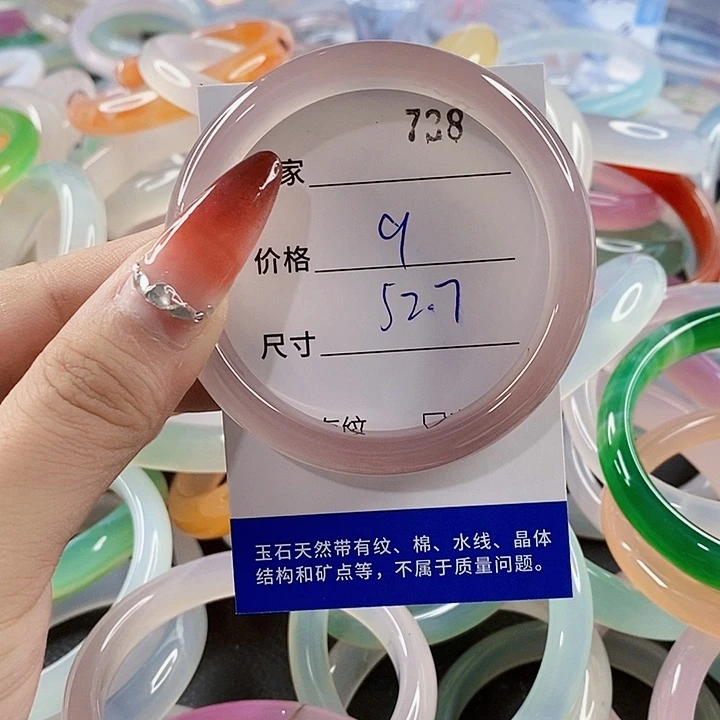 728
家
价格 9
52.7
尺寸
玉石天然带有纹、棉、水线、晶体
结构和矿点等，不属于质量问题。